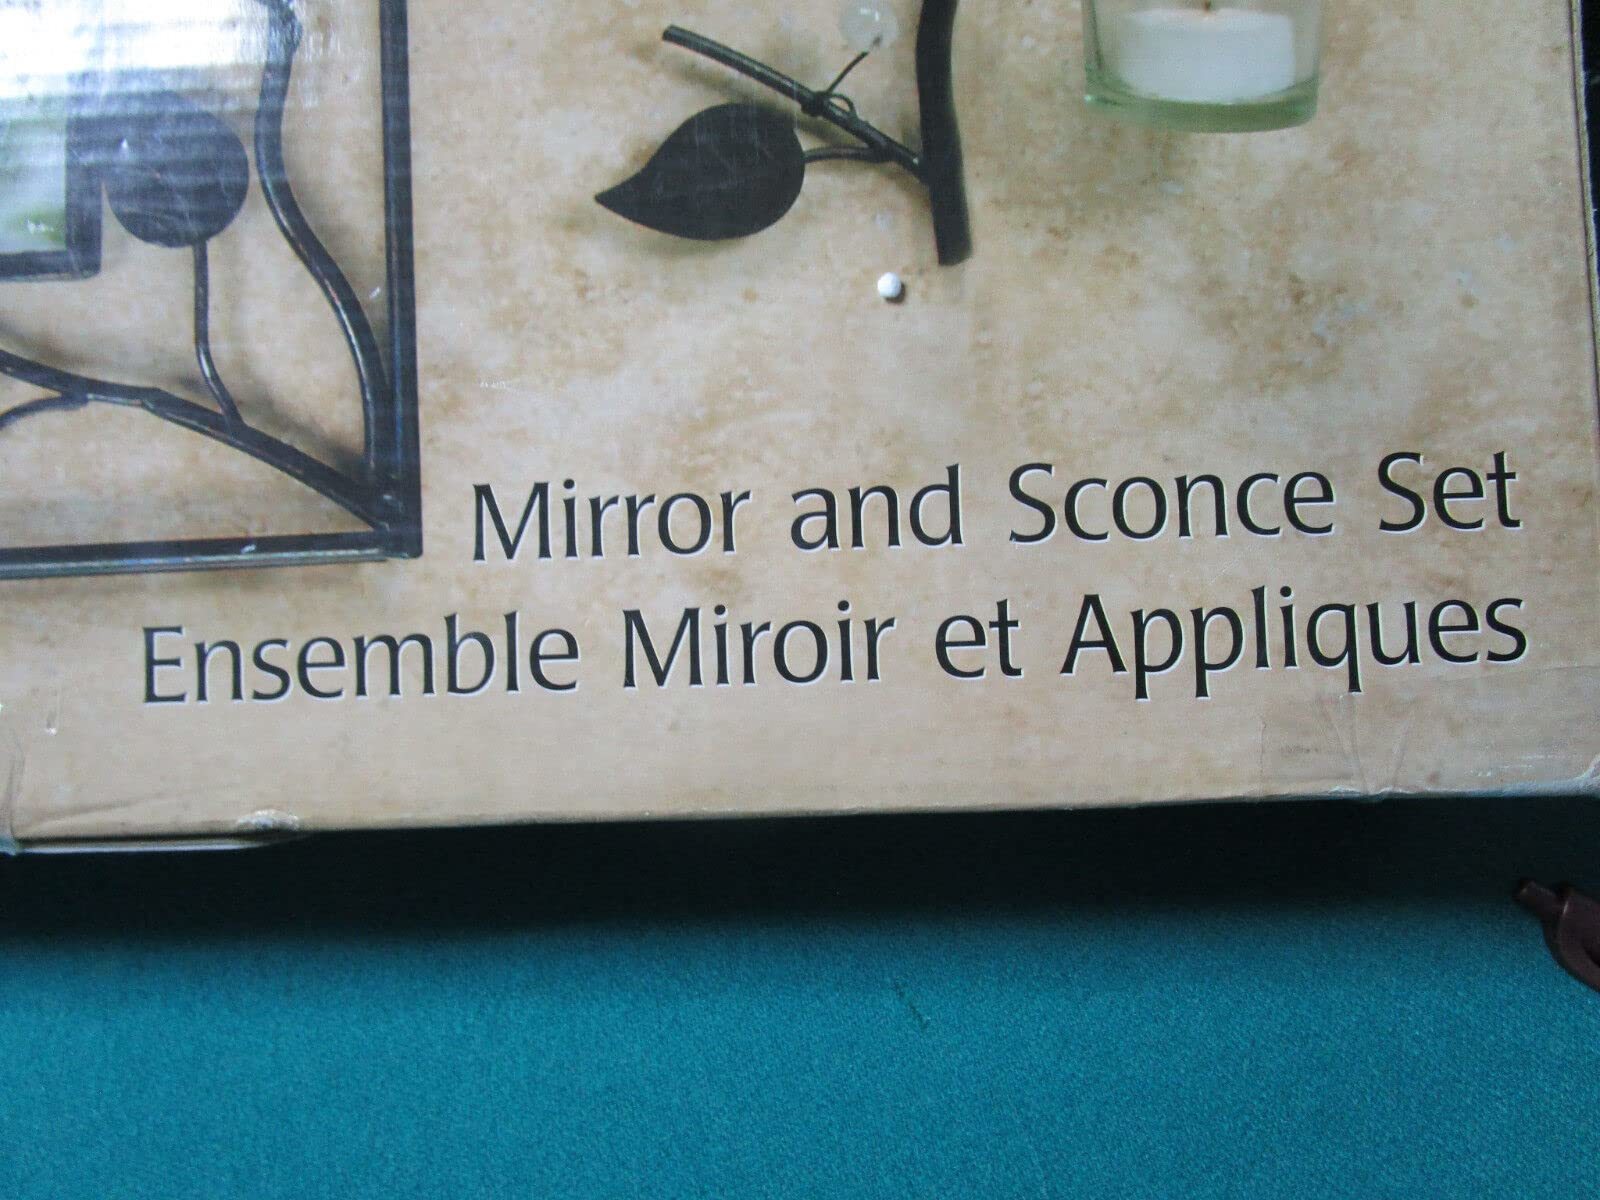 Mirror and Sconce Set
Ensemble Miroir et Appliques